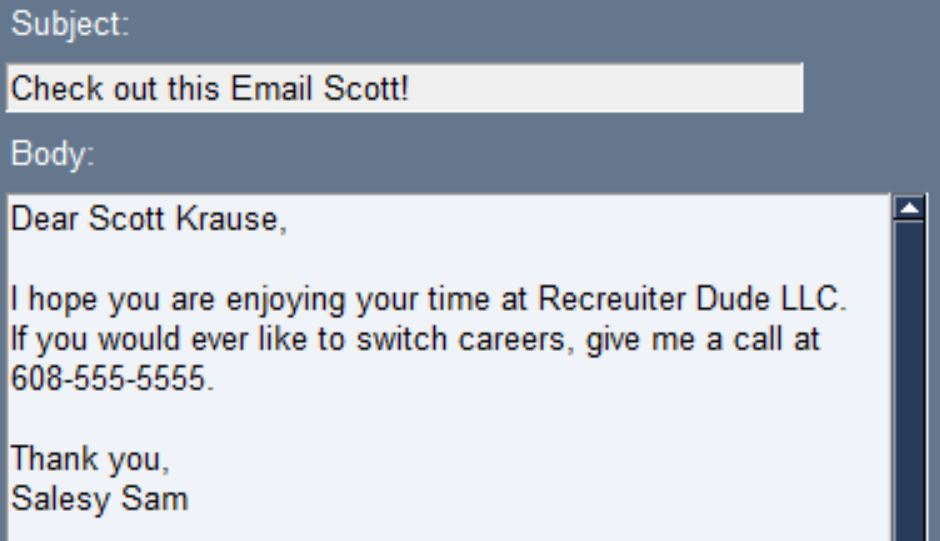 Subject:
Check out this Email Scott!
Body:
Dear Scott Krause,
I hope you are enjoying your time at Recreuiter Dude LLC.
If you would ever like to switch careers, give me a call at
608-555-5555.
Thank you,
Salesy Sam